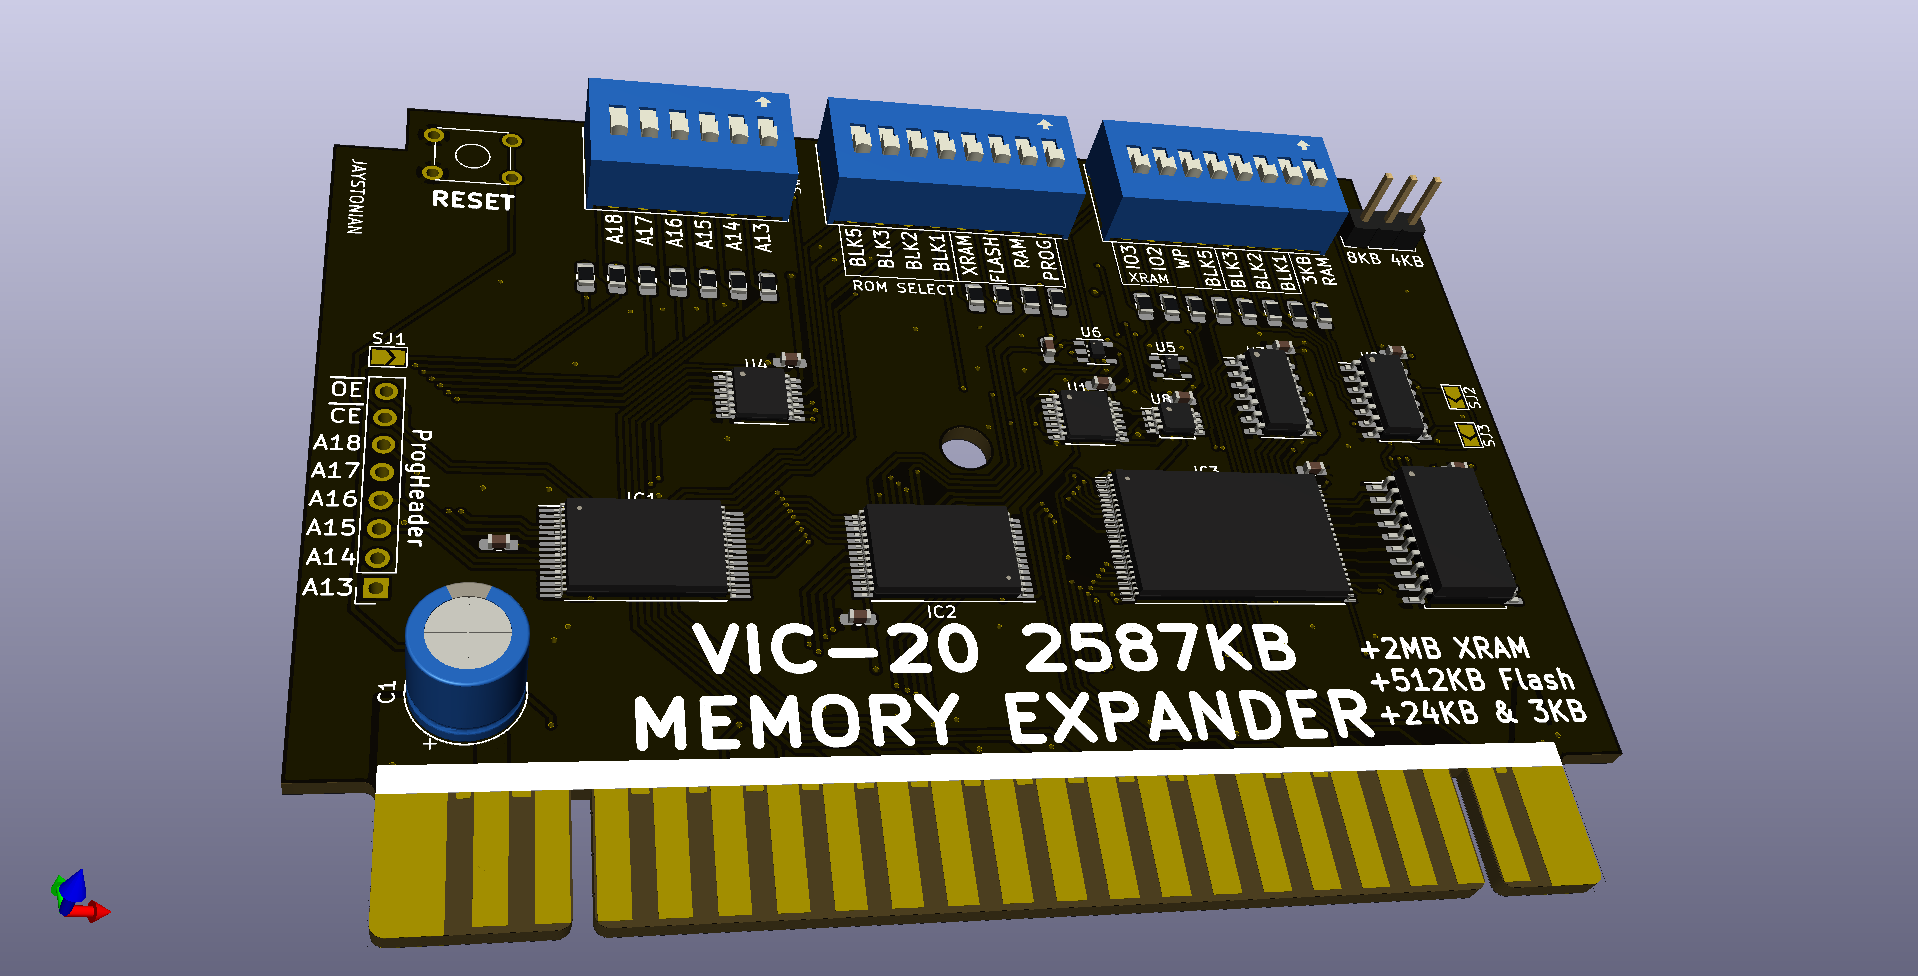 JAYSTONIAN
RESET
A18 A17 A16 A15 A14 A13
BLK5 BLK3 BLK2 BLK1 XRAM FLASH RAM PROG
ROM SELECT
IO3 IO2 WP BLK5 BLK3 BLK2 BLK1 3KB RAM
XRAM
8KB 4KB
SJ1
OE
CE
A18
A17
A16
A15
A14
A13
ProgHeader
U4
U6
U5
U1
U8
SJ2
SJ3
IC1
IC2
IC3
C1
+
VIC-20 2587KB
MEMORY EXPANDER
+2MB XRAM
+512KB Flash
+24KB & 3KB